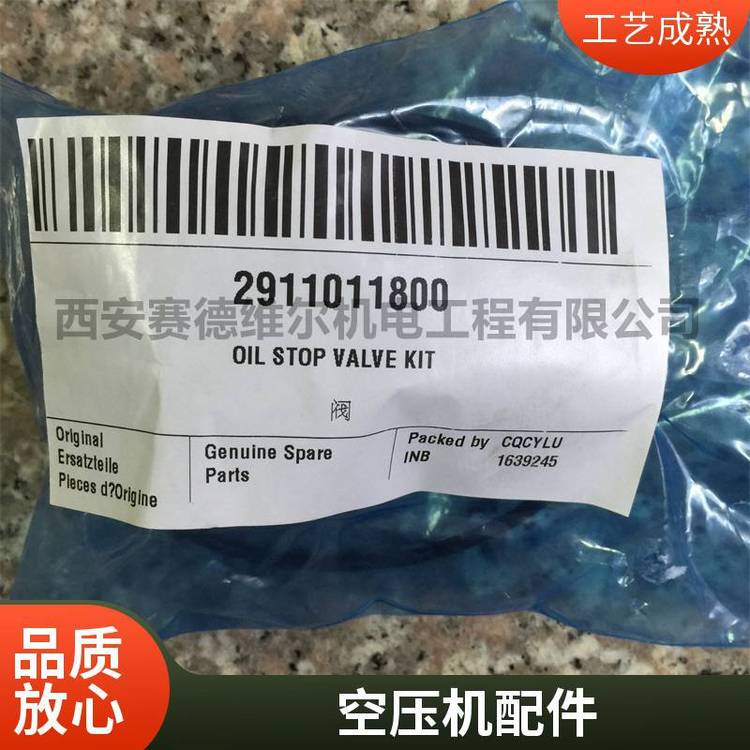 工艺成熟
2911011800
西安赛德维尔机电工程有限公司
OIL STOP VALVE KIT
阀
Original
Ersatzteile
Pieces d?Origine
Genuine Spare
Parts
Packed by CQCYLU
INB 1639245
品质
放心
空压机配件